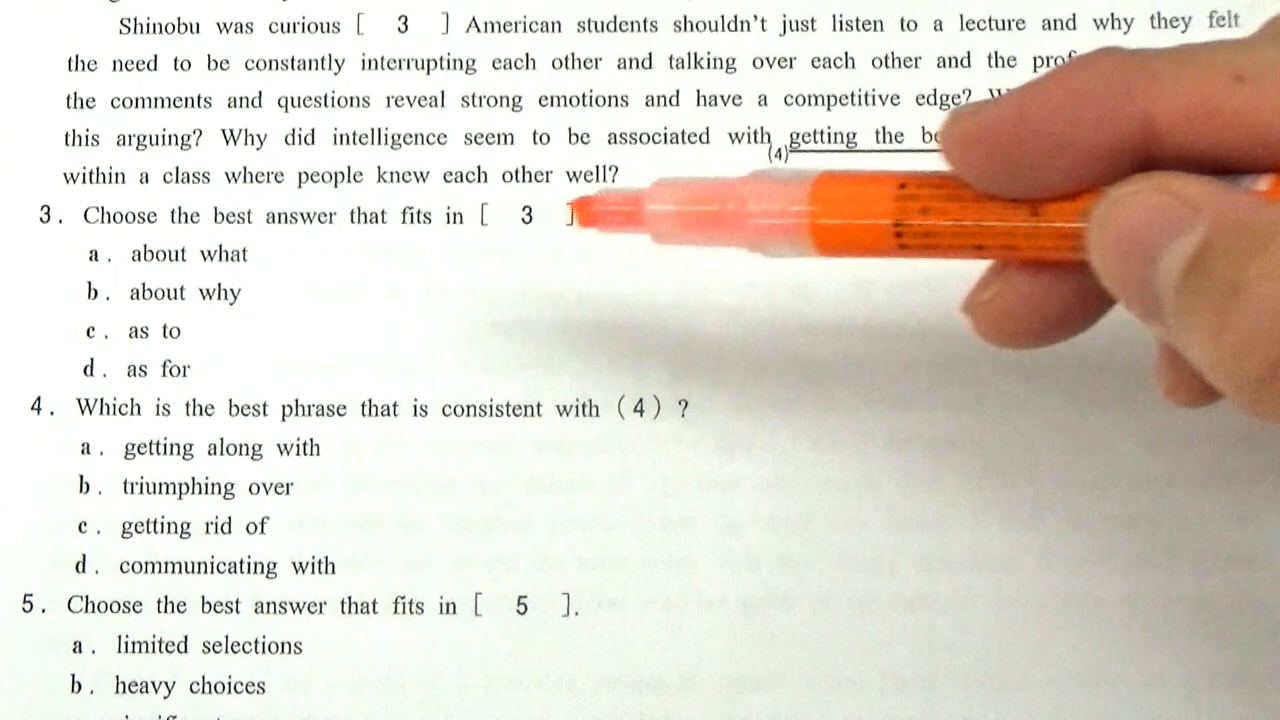 Shinobu was curious [ 3 ] American students shouldn't just listen to a lecture and why they felt
the need to be constantly interrupting each other and talking over each other and the
the comments and questions reveal strong emotions and have a competitive edge?
this arguing? Why did intelligence seem to be associated with (4)getting the
within a class where people knew each other well?
3. Choose the best answer that fits in [ 3 ]
a. about what
b. about why
c. as to
d. as for
4. Which is the best phrase that is consistent with (4) ?
a. getting along with
b. triumphing over
c. getting rid of
d. communicating with
5. Choose the best answer that fits in [ 5 ].
a. limited selections
b. heavy choices